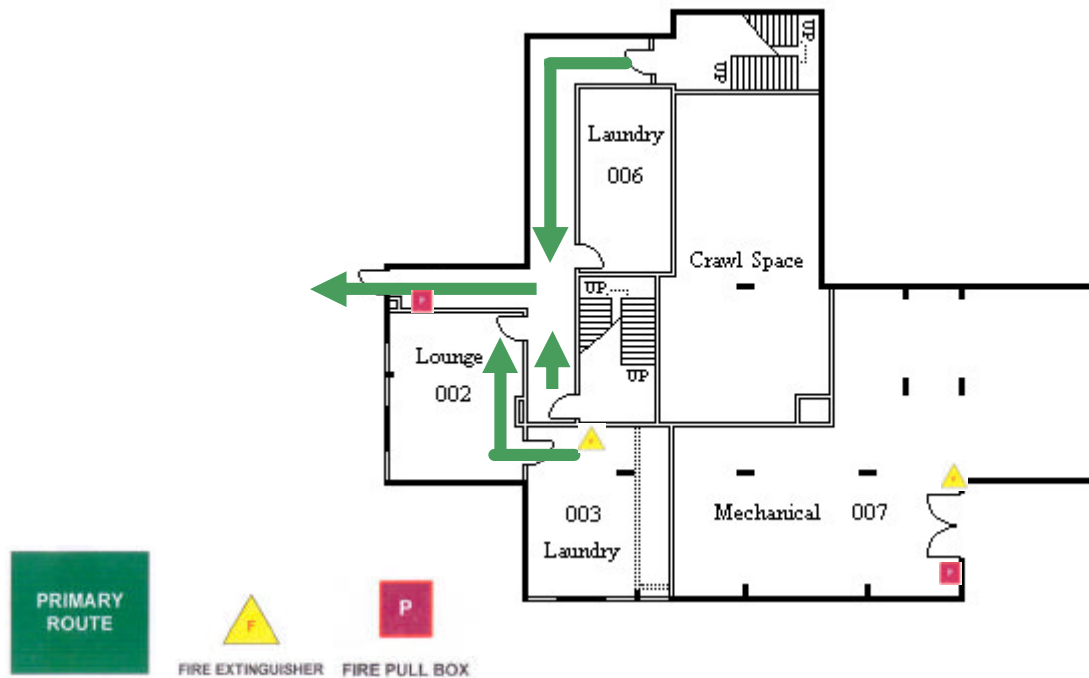 UP
UP
Laundry
006
Crawl Space
UP
UP
P
Lounge
002
F
F
003
Laundry
Mechanical 007
P
PRIMARY
ROUTE
F
P
FIRE EXTINGUISHER FIRE PULL BOX